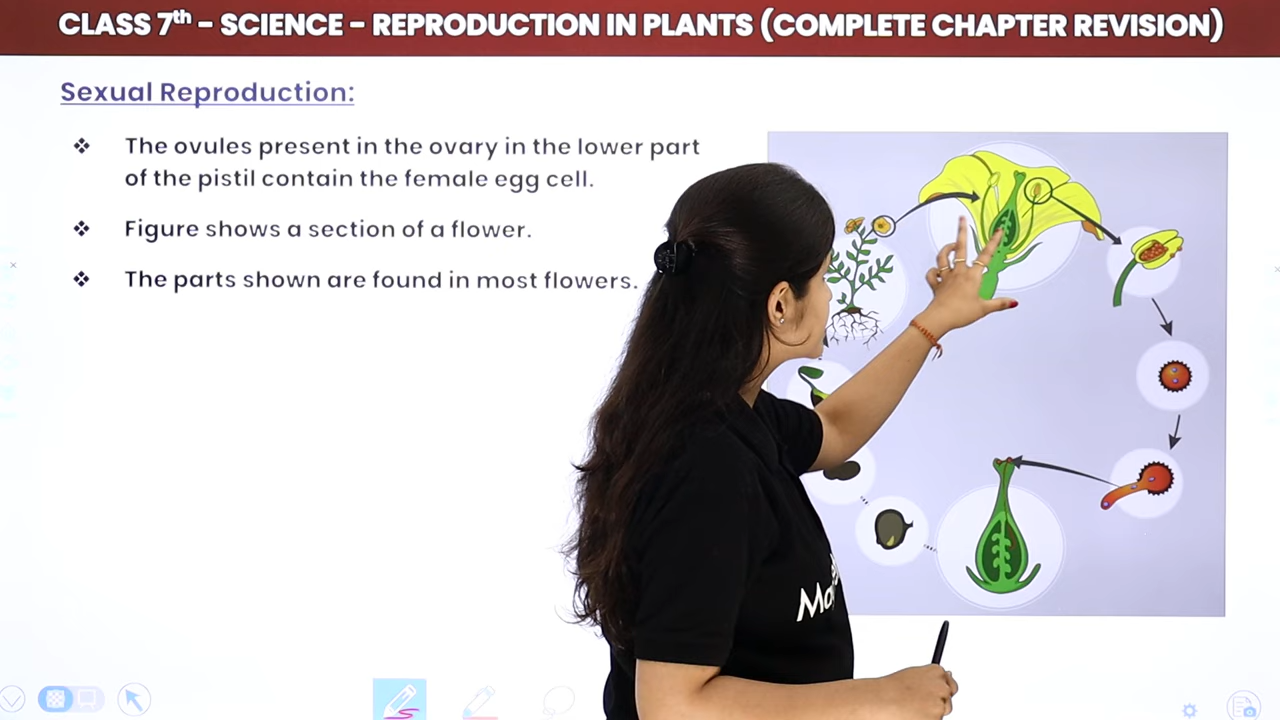 CLASS 7th – SCIENCE – REPRODUCTION IN PLANTS (COMPLETE CHAPTER REVISION)
Sexual Reproduction:
❖ The ovules present in the ovary in the lower part
of the pistil contain the female egg cell.
❖ Figure shows a section of a flower.
❖ The parts shown are found in most flowers.